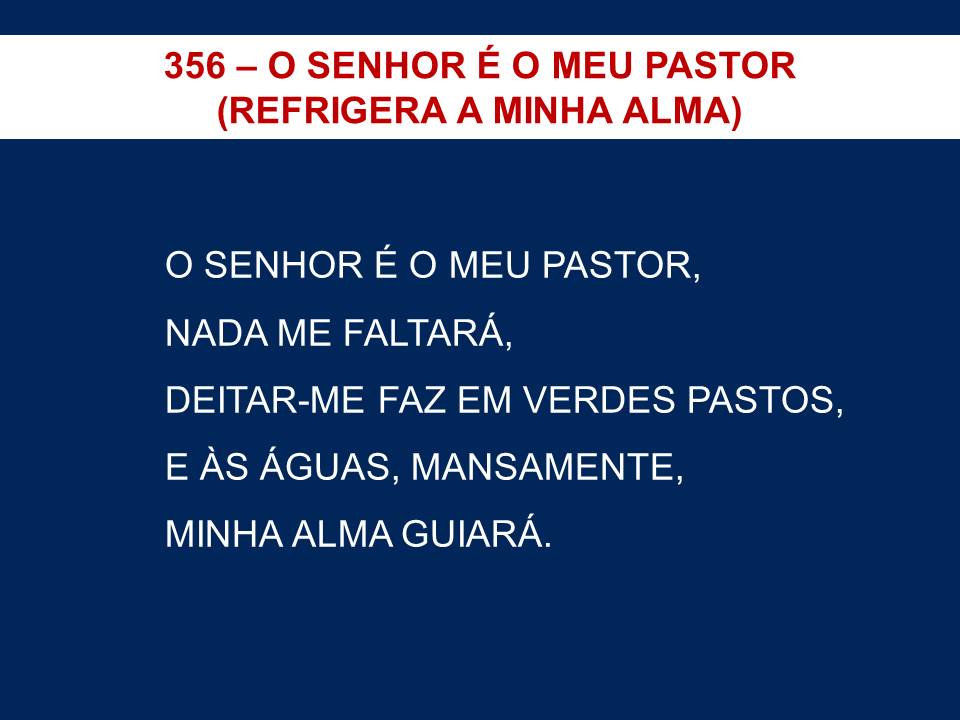 356 – O SENHOR É O MEU PASTOR
(REFRIGERA A MINHA ALMA)
O SENHOR É O MEU PASTOR,
NADA ME FALTARÁ,
DEITAR-ME FAZ EM VERDES PASTOS,
E ÀS ÁGUAS, MANSAMENTE,
MINHA ALMA GUIARÁ.